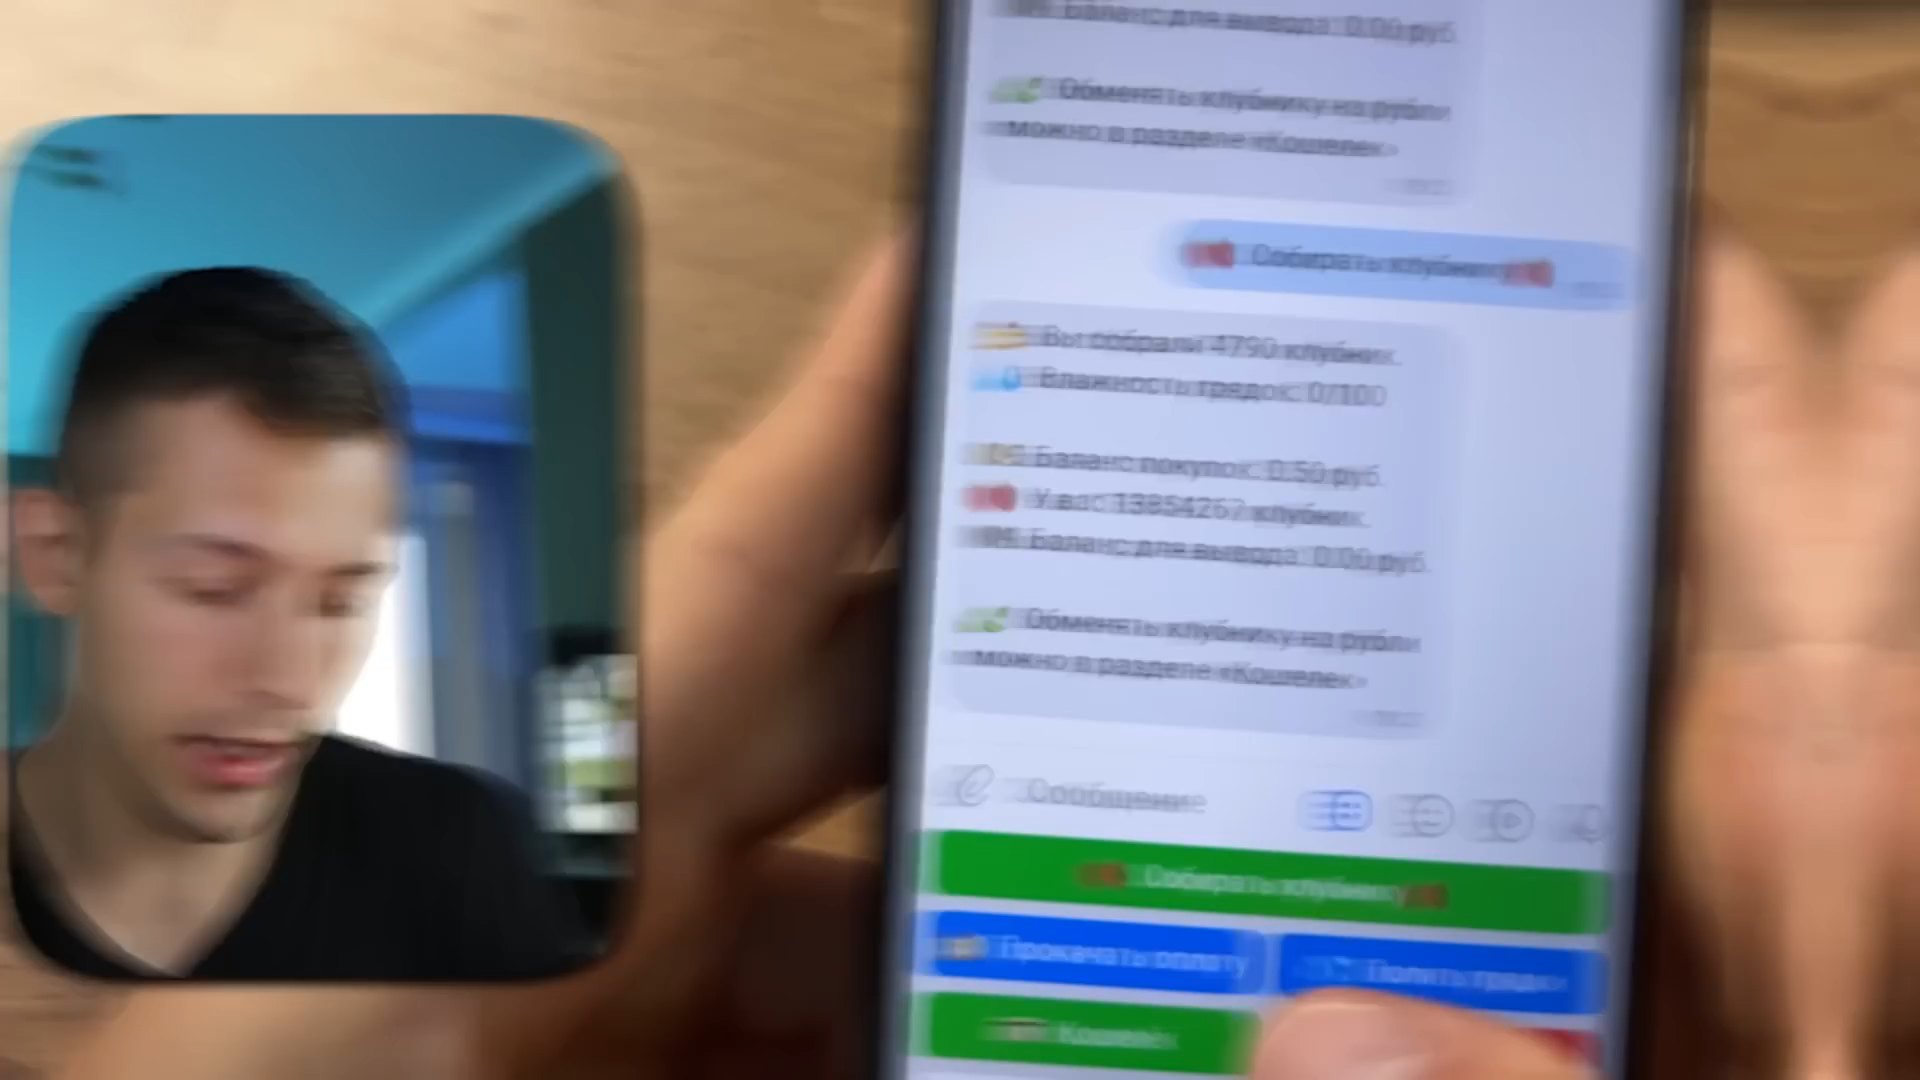 Баланс для вывода: 0.00 руб.
Обменять клубнику на рубли
можно в разделе «Кошелек»
Собирать клубнику
Вы собрали 4790 клубник.
Влажность грядок: 0/100
Баланс покупок: 0.50 руб.
У вас 13854267 клубник.
Баланс для вывода: 0.00 руб.
Обменять клубнику на рубли
можно в разделе «Кошелек»
Сообщение
Собирать клубнику
Прокачать оплату
Полить грядки
Кошелек